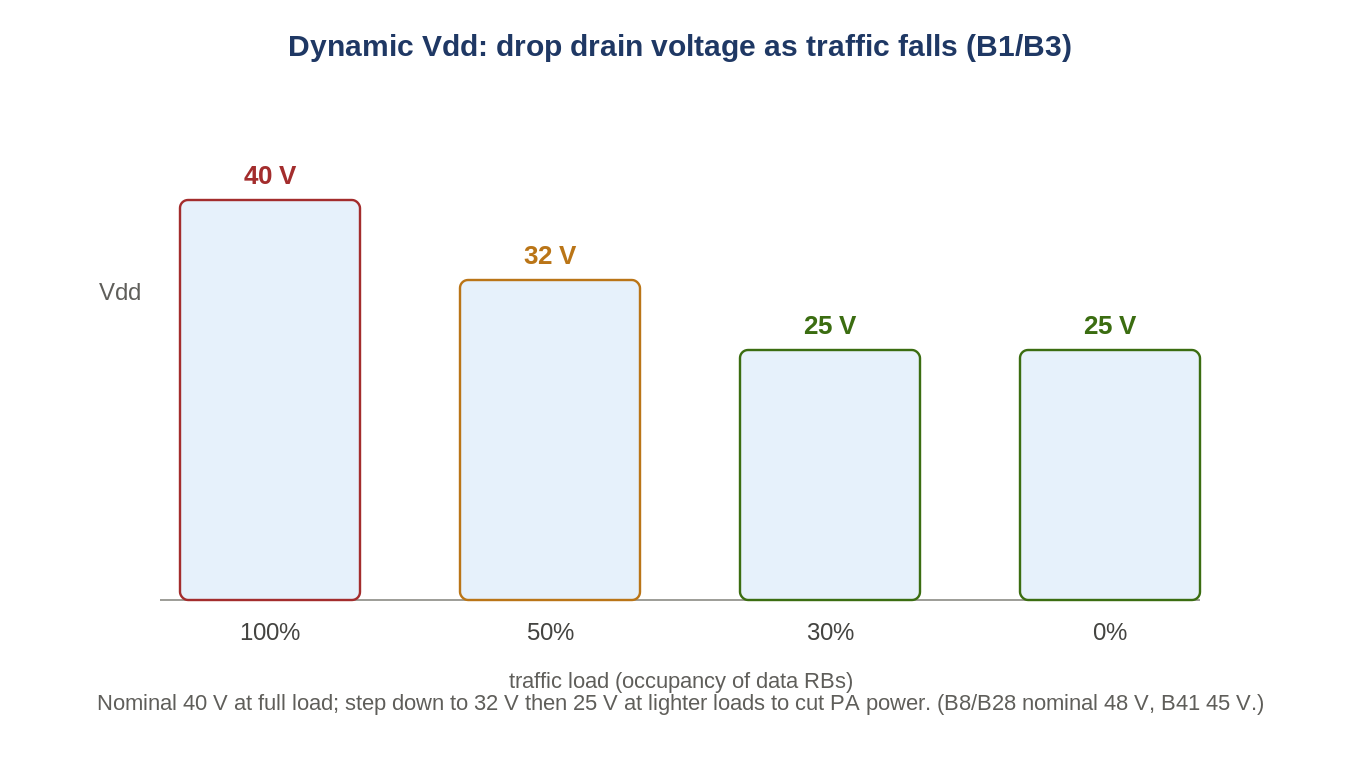 Dynamic Vdd: drop drain voltage as traffic falls (B1/B3)
40 V
32 V
Vdd
25 V
25 V
100%
50%
30%
0%
traffic load (occupancy of data RBs)
Nominal 40 V at full load; step down to 32 V then 25 V at lighter loads to cut PA power. (B8/B28 nominal 48 V, B41 45 V.)